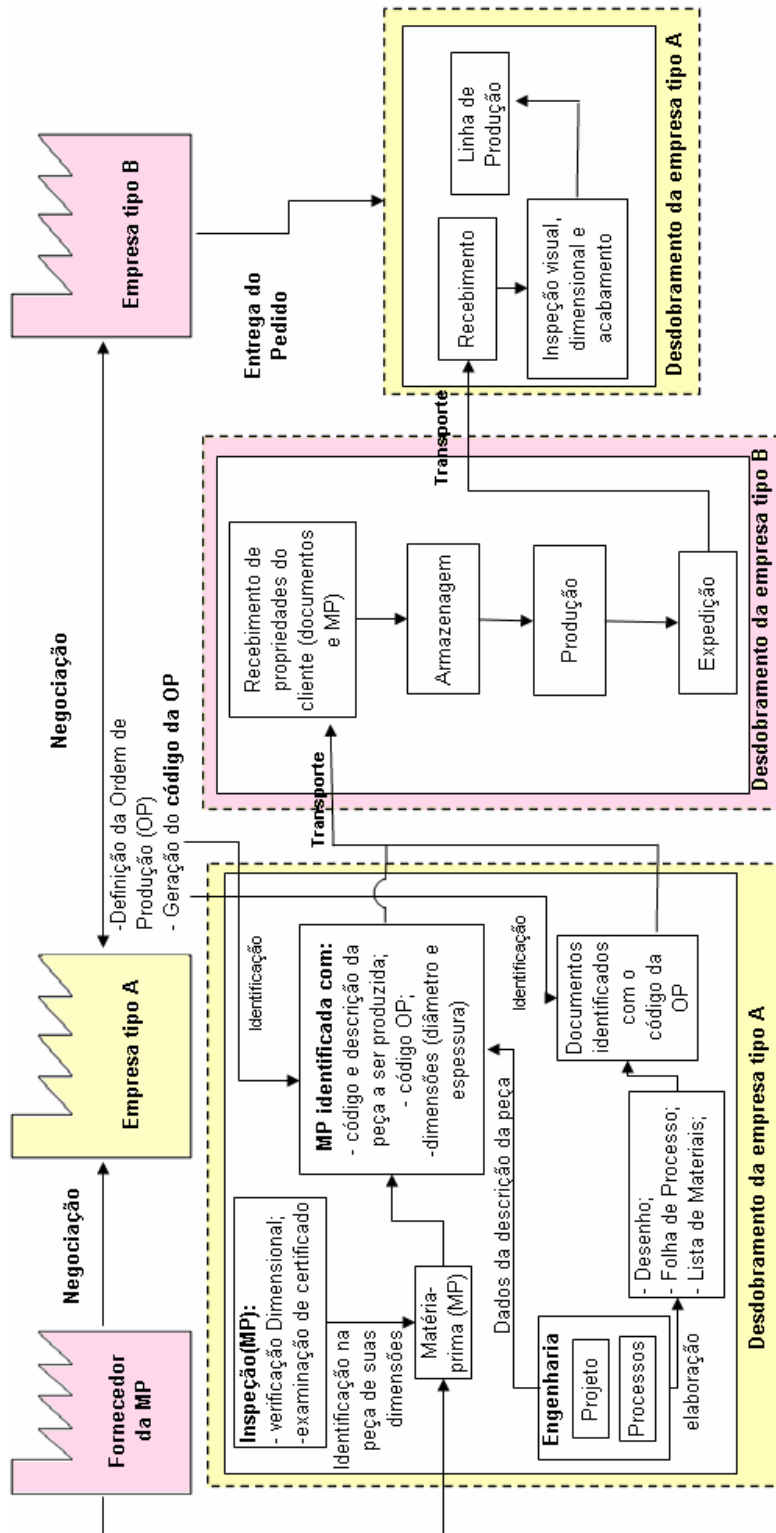 Fornecedor
da MP
Negociação
Empresa tipo A
Negociação
-Definição da Ordem de
Produção (OP)
- Geração do código da OP
Empresa tipo B
Entrega do
Pedido
Inspeção(MP):
- verificação Dimensional;
-examinação de certificado
Identificação na
peça de suas
dimensões
Matéria-
prima (MP)
Identificação
MP identificada com:
- código e descrição da
peça a ser produzida;
- código OP;
-dimensões (diâmetro e
espessura)
Dados da descrição da peça
Engenharia
Projeto
Processos
elaboração
- Desenho;
- Folha de Processo;
- Lista de Materiais;
Identificação
Documentos
identificados
com o
código da
OP
Desdobramento da empresa tipo A
Transporte
Recebimento de
propriedades do
cliente (documentos
e MP)
Armazenagem
Produção
Expedição
Desdobramento da empresa tipo B
Transporte
Recebimento
Inspeção visual,
dimensional e
acabamento
Linha de
Produção
Desdobramento da empresa tipo A